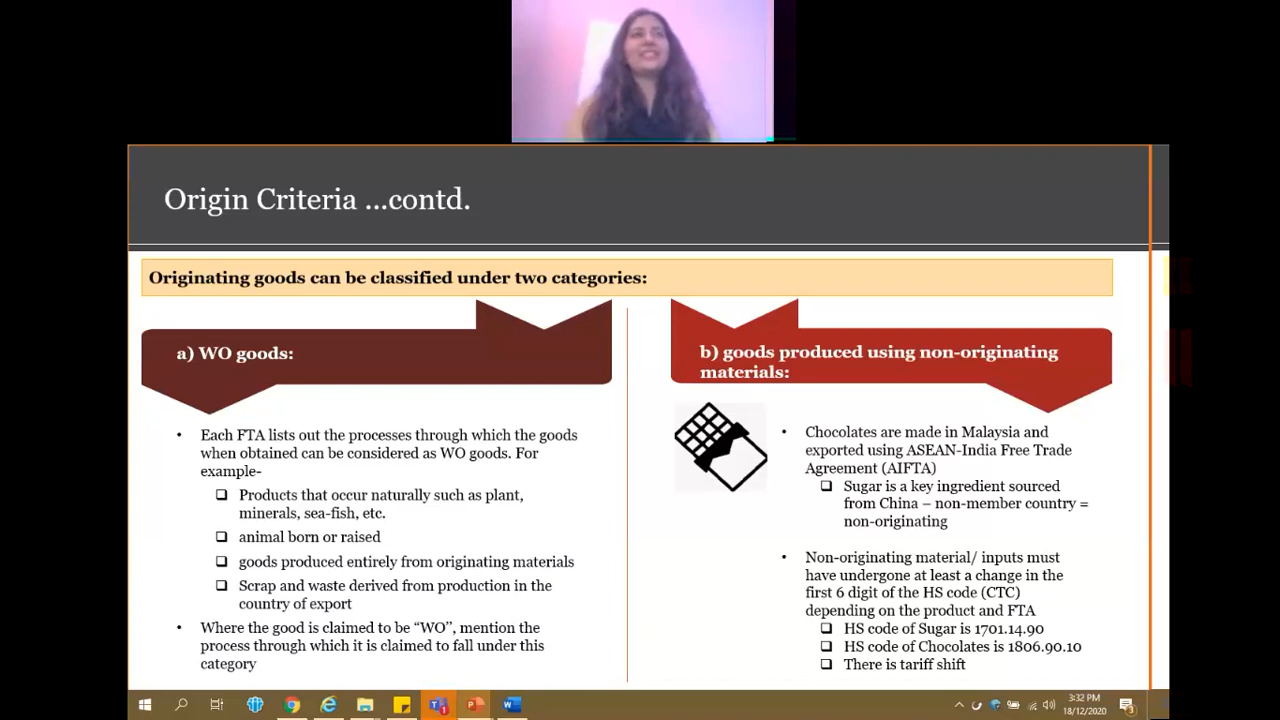 Origin Criteria ...contd.
Originating goods can be classified under two categories:
a) WO goods:
• Each FTA lists out the processes through which the goods
when obtained can be considered as WO goods. For
example-
❑ Products that occur naturally such as plant,
minerals, sea-fish, etc.
❑ animal born or raised
❑ goods produced entirely from originating materials
❑ Scrap and waste derived from production in the
country of export
• Where the good is claimed to be “WO”, mention the
process through which it is claimed to fall under this
category
b) goods produced using non-originating
materials:
• Chocolates are made in Malaysia and
exported using ASEAN-India Free Trade
Agreement (AIFTA)
❑ Sugar is a key ingredient sourced
from China – non-member country =
non-originating
• Non-originating material/ inputs must
have undergone at least a change in the
first 6 digit of the HS code (CTC)
depending on the product and FTA
❑ HS code of Sugar is 1701.14.90
❑ HS code of Chocolates is 1806.90.10
❑ There is tariff shift
3:32 PM
18/12/2020